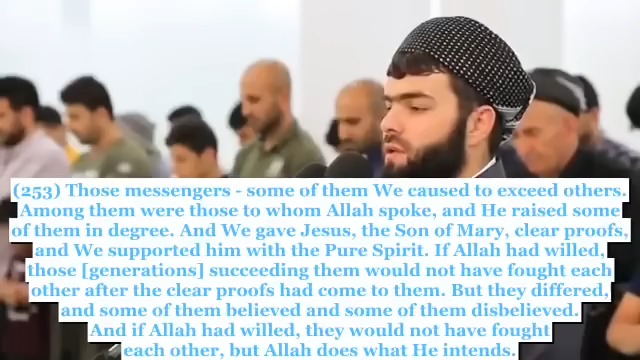 (253) Those messengers - some of them We caused to exceed others.
Among them were those to whom Allah spoke, and He raised some
of them in degree. And We gave Jesus, the Son of Mary, clear proofs,
and We supported him with the Pure Spirit. If Allah had willed,
those [generations] succeeding them would not have fought each
other after the clear proofs had come to them. But they differed,
and some of them believed and some of them disbelieved.
And if Allah had willed, they would not have fought
each other, but Allah does what He intends.